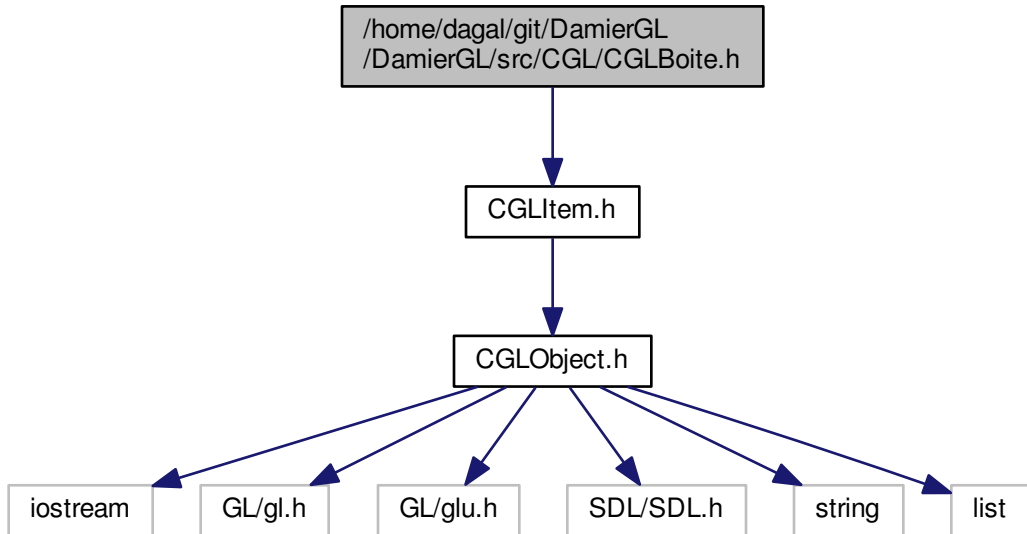 /home/dagal/git/DamierGL
/DamierGL/src/CGL/CGLBoite.h
CGLItem.h
CGLObject.h
iostream
GL/gl.h
GL/glu.h
SDL/SDL.h
string
list